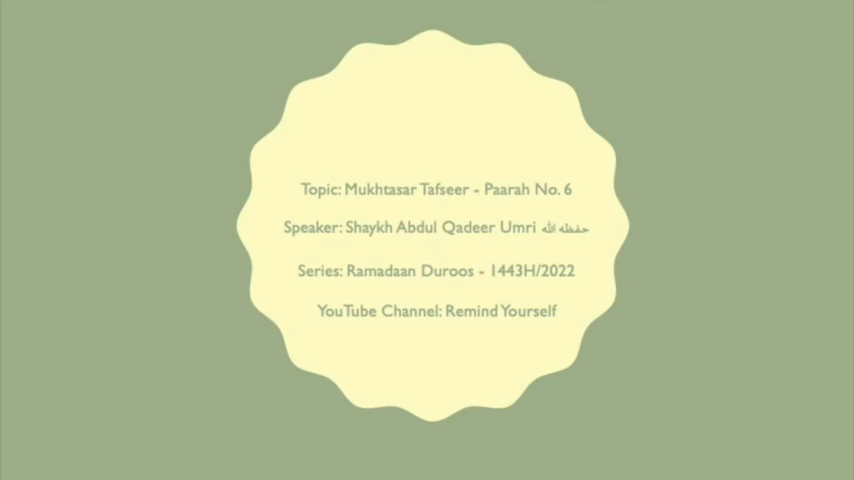 Topic: Mukhtasar Tafseer - Paarah No. 6
Speaker: Shaykh Abdul Qadeer Umri حفظه الله
Series: Ramadaan Duroos - 1443H/2022
YouTube Channel: Remind Yourself